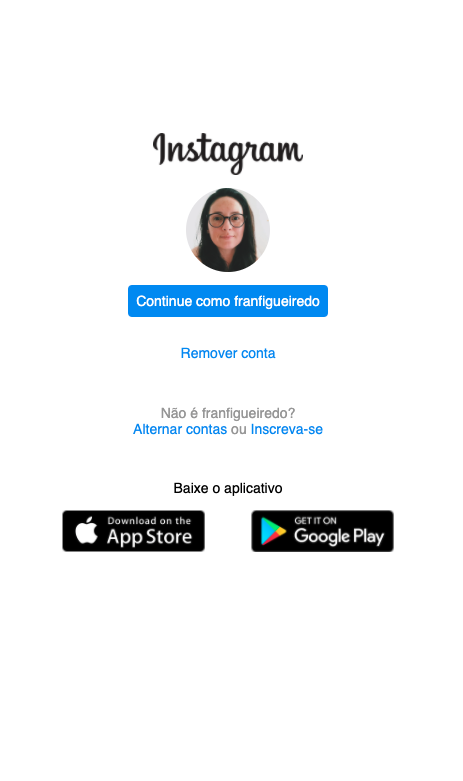 Instagram
Continue como franfigueiredo
Remover conta
Não é franfigueiredo?
Alternar contas ou Inscreva-se
Baixe o aplicativo
Download on the
App Store
GET IT ON
Google Play